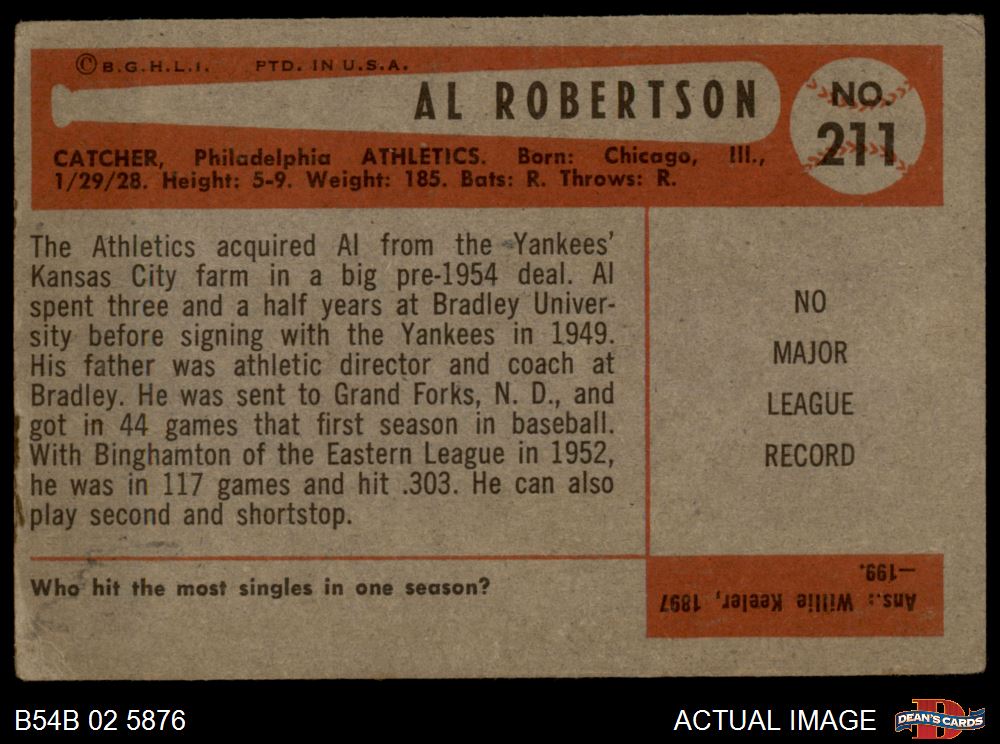 © B.G.H.L.I. PTD. IN U.S.A.
AL ROBERTSON
NO.
211
CATCHER, Philadelphia ATHLETICS. Born: Chicago, Ill.,
1/29/28. Height: 5-9. Weight: 185. Bats: R. Throws: R.
The Athletics acquired Al from the Yankees'
Kansas City farm in a big pre-1954 deal. Al
spent three and a half years at Bradley Univer-
sity before signing with the Yankees in 1949.
His father was athletic director and coach at
Bradley. He was sent to Grand Forks, N. D., and
got in 44 games that first season in baseball.
With Binghamton of the Eastern League in 1952,
he was in 117 games and hit .303. He can also
play second and shortstop.
NO
MAJOR
LEAGUE
RECORD
Who hit the most singles in one season?
Ans.: Willie Keeler, 1897
—199.
B54B 02 5876
ACTUAL IMAGE
D
DEAN'S CARDS